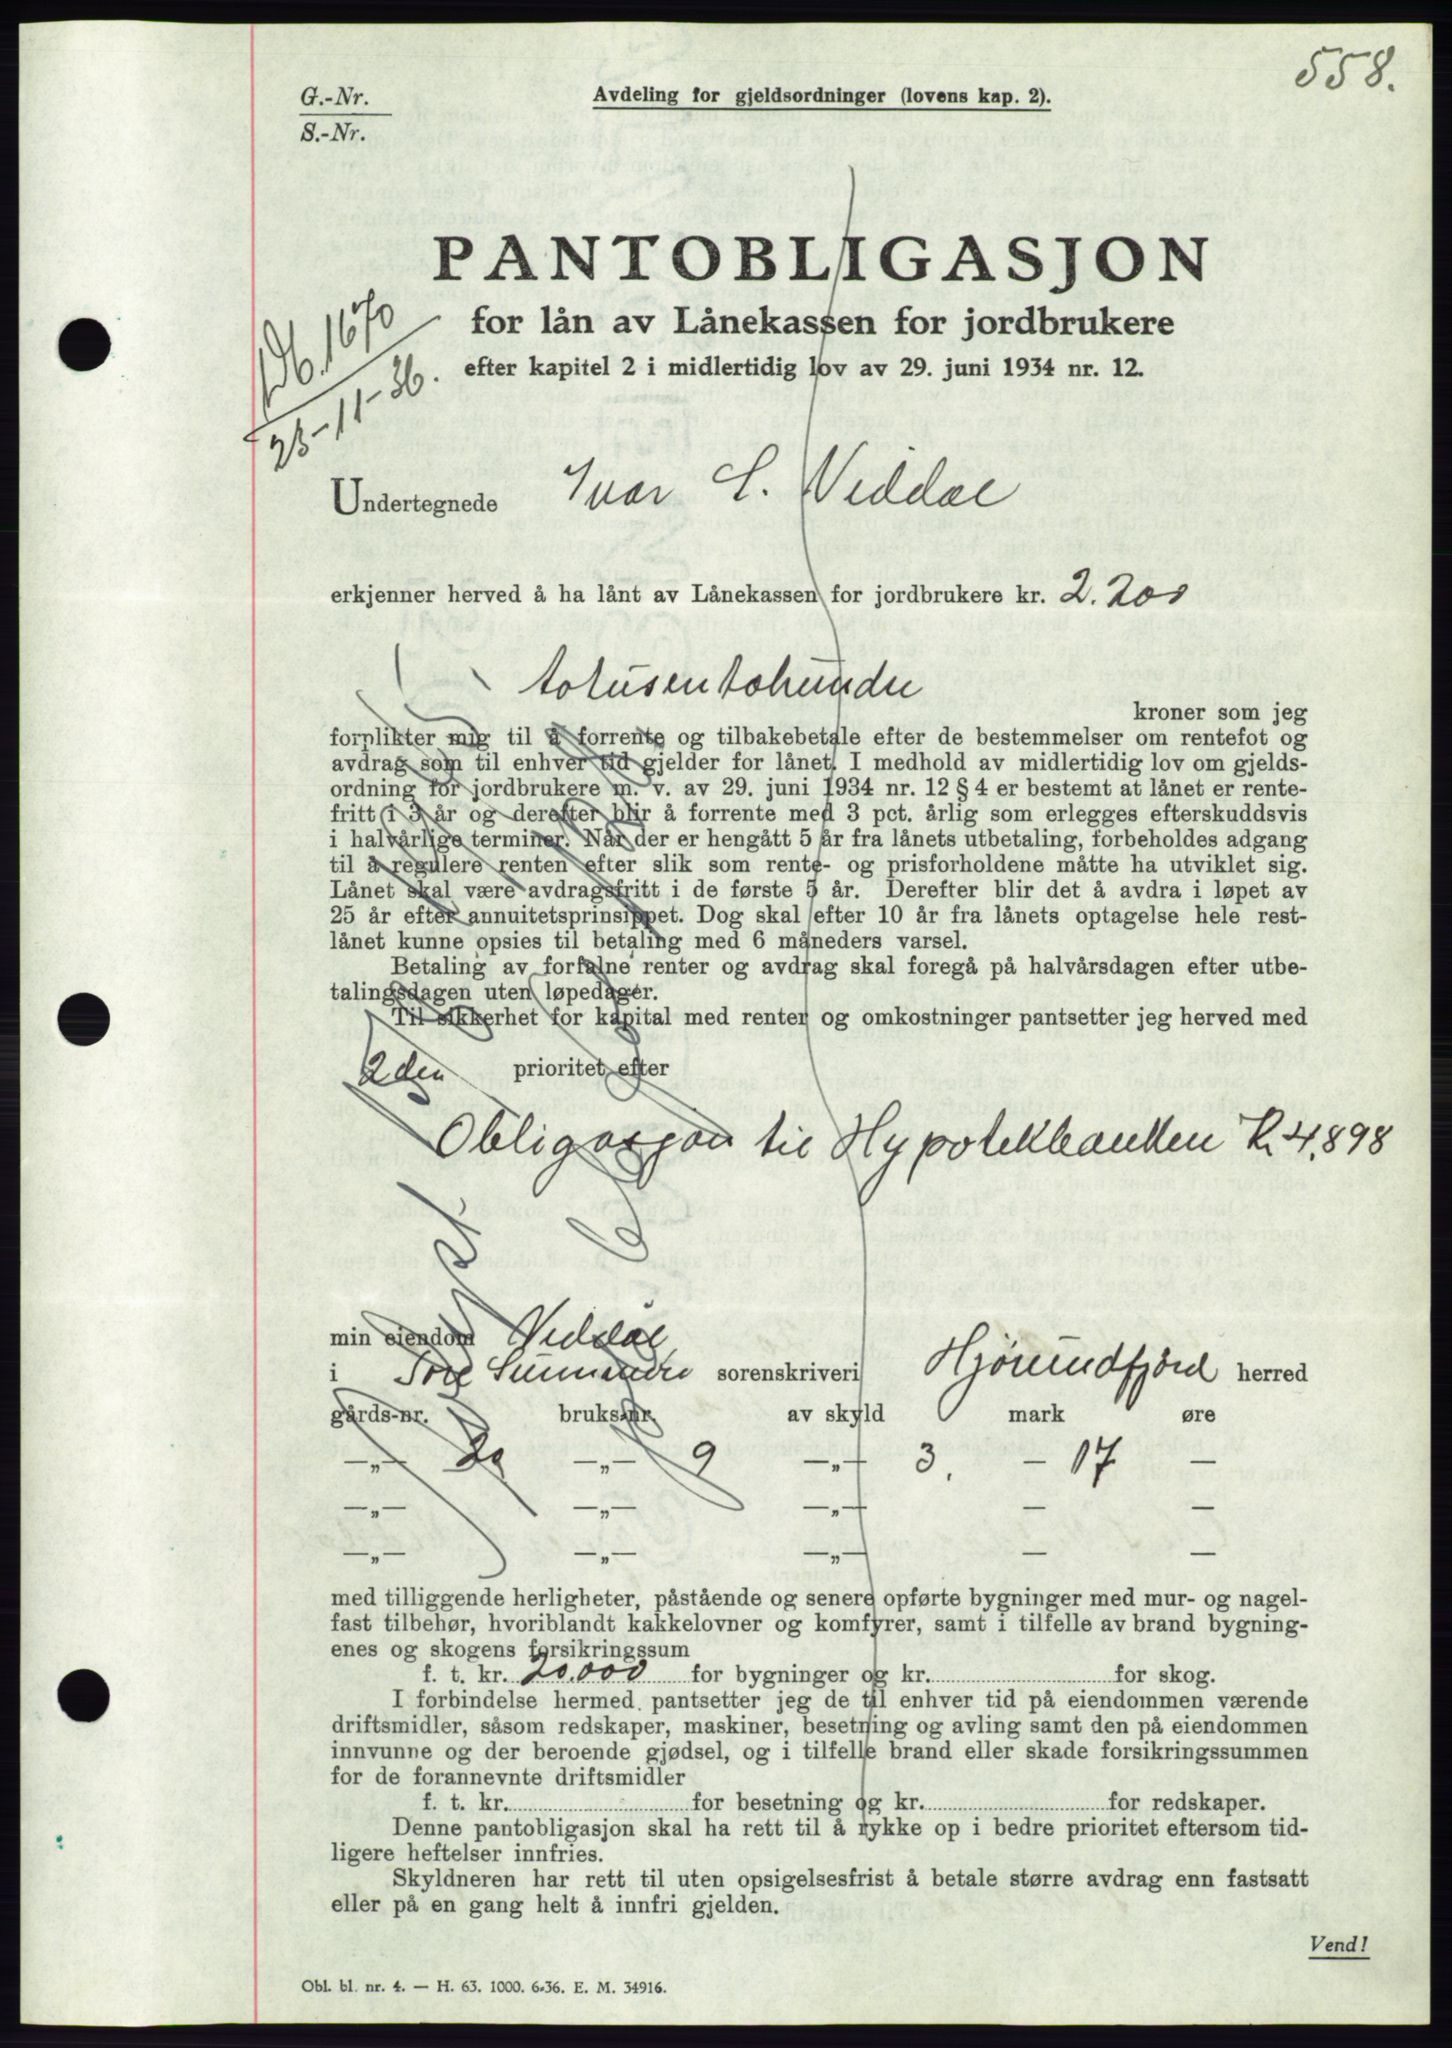 558.
G.-Nr.
S.-Nr.
Avdeling for gjeldsordninger (lovens kap. 2).
PANTOBLIGASJON
for lån av Lånekassen for jordbrukere
efter kapitel 2 i midlertidig lov av 29. juni 1934 nr. 12.
Db. 1670
23-11-36.
Undertegnede Ivar E. Viddal
erkjenner herved å ha lånt av Lånekassen for jordbrukere kr. 2.200
totusentohundre
kroner som jeg
forplikter mig til å forrente og tilbakebetale efter de bestemmelser om rentefot og
avdrag som til enhver tid gjelder for lånet. I medhold av midlertidig lov om gjelds-
ordning for jordbrukere m. v. av 29. juni 1934 nr. 12 § 4 er bestemt at lånet er rente-
fritt i 3 år og derefter blir å forrente med 3 pct. årlig som erlegges efterskuddsvis
i halvårlige terminer. Når der er hengått 5 år fra lånets utbetaling, forbeholdes adgang
til å regulere renten efter slik som rente- og prisforholdene måtte ha utviklet sig.
Lånet skal være avdragsfritt i de første 5 år. Derefter blir det å avdra i løpet av
25 år efter annuitetsprinsippet. Dog skal efter 10 år fra lånets optagelse hele rest-
lånet kunne opsies til betaling med 6 måneders varsel.
Betaling av forfalne renter og avdrag skal foregå på halvårsdagen efter utbe-
talingsdagen uten løpedager.
Til sikkerhet for kapital med renter og omkostninger pantsetter jeg herved med
2den prioritet efter
Obligasjon til Hypotekbanken Kr. 4,898
min eiendom Viddal
i Søre Sunnmøre sorenskriveri Hjørundfjord herred
gårds-nr. bruks-nr. av skyld mark øre
—„— 20 —„— 9 —„— 3. — 17 —
—„— —„— —„— — —
—„— —„— —„— — —
med tilliggende herligheter, påstående og senere opførte bygninger med mur- og nagel-
fast tilbehør, hvoriblandt kakkelovner og komfyrer, samt i tilfelle av brand bygning-
enes og skogens forsikringssum
f. t. kr. 20.000 for bygninger og kr. for skog.
I forbindelse hermed pantsetter jeg de til enhver tid på eiendommen værende
driftsmidler, såsom redskaper, maskiner, besetning og avling samt den på eiendommen
innvunne og der beroende gjødsel, og i tilfelle brand eller skade forsikringssummen
for de forannevnte driftsmidler
f. t. kr. for besetning og kr. for redskaper.
Denne pantobligasjon skal ha rett til å rykke op i bedre prioritet eftersom tid-
ligere heftelser innfries.
Skyldneren har rett til uten opsigelsesfrist å betale større avdrag enn fastsatt
eller på en gang helt å innfri gjelden.
Vend!
Obl. bl. nr. 4. — H. 63. 1000. 6-36. E. M. 34916.